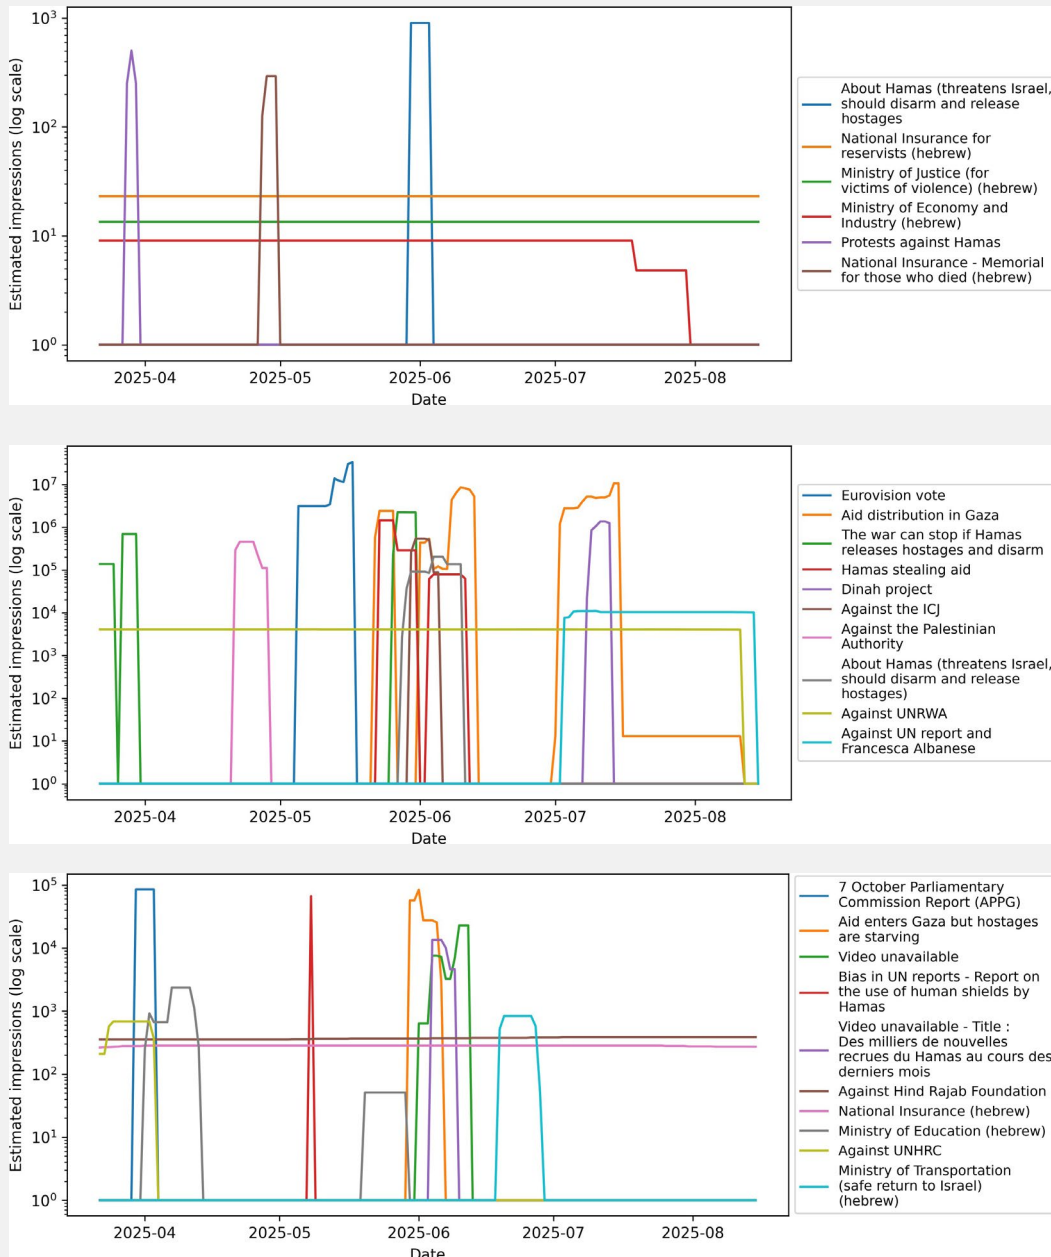 10³
10²
10¹
10⁰
Estimated impressions (log scale)
2025-04
2025-05
2025-06
2025-07
2025-08
Date
About Hamas (threatens Israel,
should disarm and release
hostages
National Insurance for
reservists (hebrew)
Ministry of Justice (for
victims of violence) (hebrew)
Ministry of Economy and
Industry (hebrew)
Protests against Hamas
National Insurance - Memorial
for those who died (hebrew)
10⁷
10⁶
10⁵
10⁴
10³
10²
10¹
10⁰
Estimated impressions (log scale)
2025-04
2025-05
2025-06
2025-07
2025-08
Date
Eurovision vote
Aid distribution in Gaza
The war can stop if Hamas
releases hostages and disarm
Hamas stealing aid
Dinah project
Against the ICJ
Against the Palestinian
Authority
About Hamas (threatens Israel,
should disarm and release
hostages)
Against UNRWA
Against UN report and
Francesca Albanese
10⁵
10⁴
10³
10²
10¹
10⁰
Estimated impressions (log scale)
2025-04
2025-05
2025-06
2025-07
2025-08
Date
7 October Parliamentary
Commission Report (APPG)
Aid enters Gaza but hostages
are starving
Video unavailable
Bias in UN reports - Report on
the use of human shields by
Hamas
Video unavailable - Title :
Des milliers de nouvelles
recrues du Hamas au cours des
derniers mois
Against Hind Rajab Foundation
National Insurance (hebrew)
Ministry of Education (hebrew)
Against UNHRC
Ministry of Transportation
(safe return to Israel)
(hebrew)